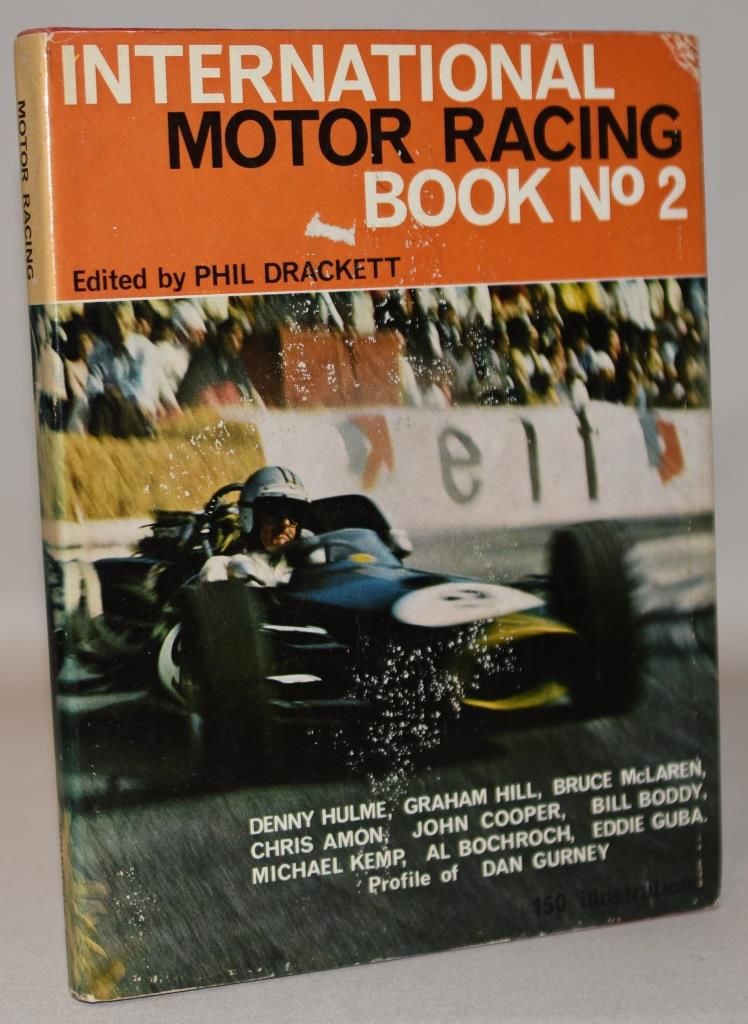 INTERNATIONAL
MOTOR RACING
BOOK Nº 2
Edited by PHIL DRACKETT
MOTOR RACING
elf
DENNY HULME, GRAHAM HILL, BRUCE McLAREN,
CHRIS AMON, JOHN COOPER, BILL BODDY,
MICHAEL KEMP, AL BOCHROCH, EDDIE GUBA.
Profile of DAN GURNEY
150 illustrations